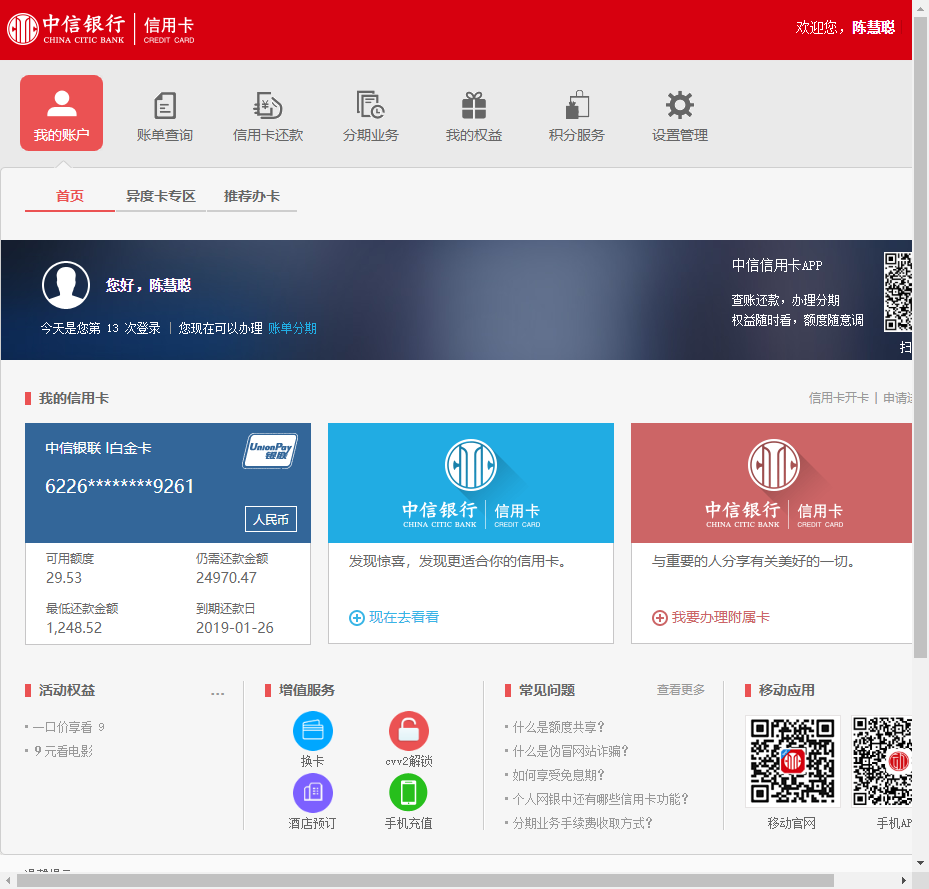 中信银行 信用卡
CHINA CITIC BANK CREDIT CARD
欢迎您，陈慧聪
我的账户 账单查询 信用卡还款 分期业务 我的权益 积分服务 设置管理
首页 异度卡专区 推荐办卡
中信信用卡APP
您好，陈慧聪
查账还款，办理分期
权益随时看，额度随意调
今天是您第 13 次登录 | 您现在可以办理 账单分期
扫
我的信用卡
信用卡开卡 | 申请
中信银联 I白金卡
UnionPay
银联
6226********9261
人民币
可用额度 仍需还款金额
29.53 24970.47
最低还款金额 到期还款日
1,248.52 2019-01-26
中信银行 信用卡
CHINA CITIC BANK CREDIT CARD
发现惊喜，发现更适合你的信用卡。
现在去看看
中信银行 信用卡
CHINA CITIC BANK CREDIT CARD
与重要的人分享有关美好的一切。
我要办理附属卡
活动权益 ...
·一口价享看 9
·9 元看电影
增值服务
换卡 cvv2解锁
酒店预订 手机充值
常见问题 查看更多
·什么是额度共享？
·什么是伪冒网站诈骗？
·如何享受免息期？
·个人网银中还有哪些信用卡功能？
·分期业务手续费收取方式？
移动应用
移动官网 手机AP